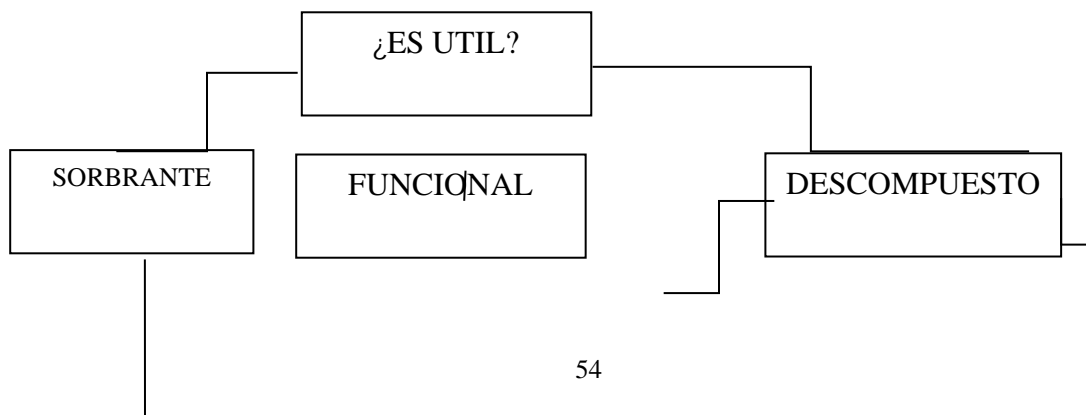 ¿ES UTIL?
SORBRANTE
FUNCIONAL
DESCOMPUESTO
54